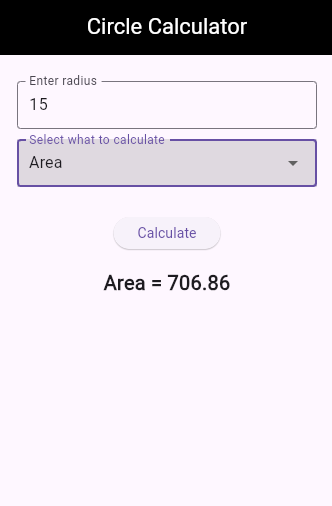 Circle Calculator
Enter radius
15
Select what to calculate
Area
Calculate
Area = 706.86